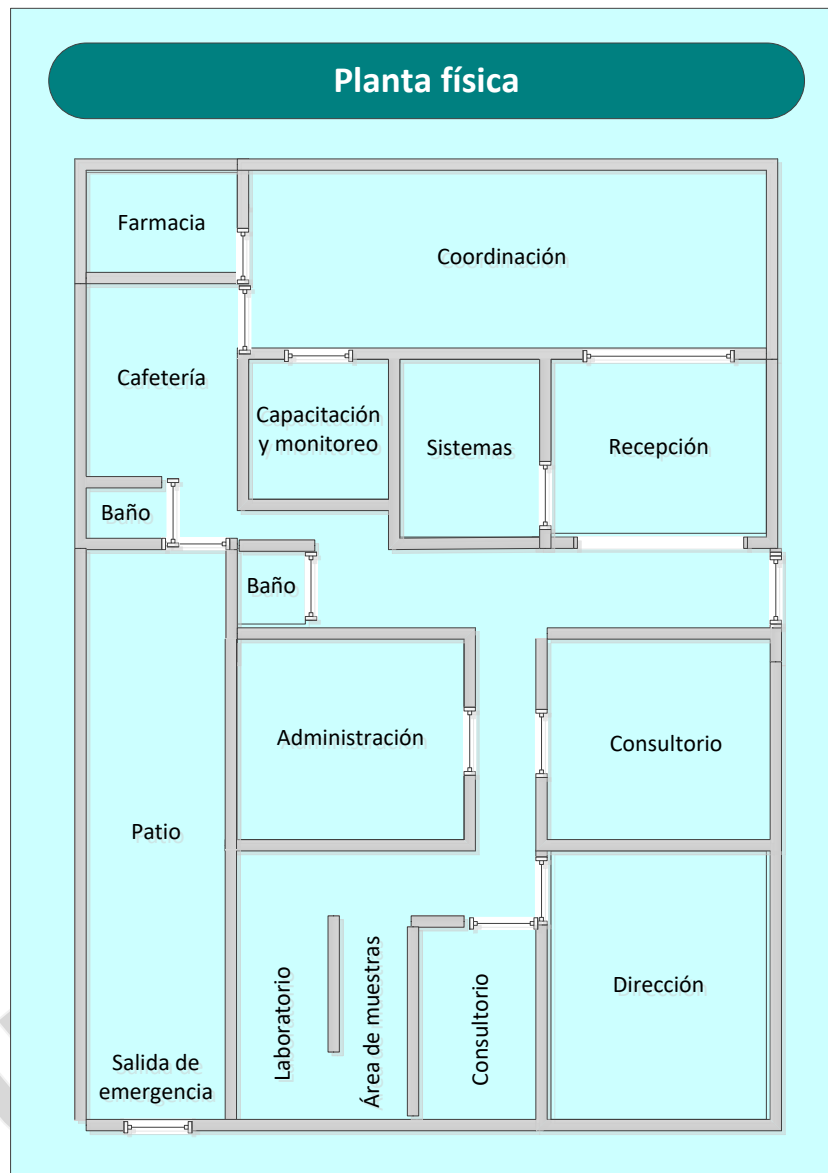 Planta física
Farmacia
Coordinación
Cafetería
Capacitación
y monitoreo
Sistemas
Recepción
Baño
Baño
Administración
Consultorio
Patio
Laboratorio
Área de muestras
Consultorio
Dirección
Salida de
emergencia